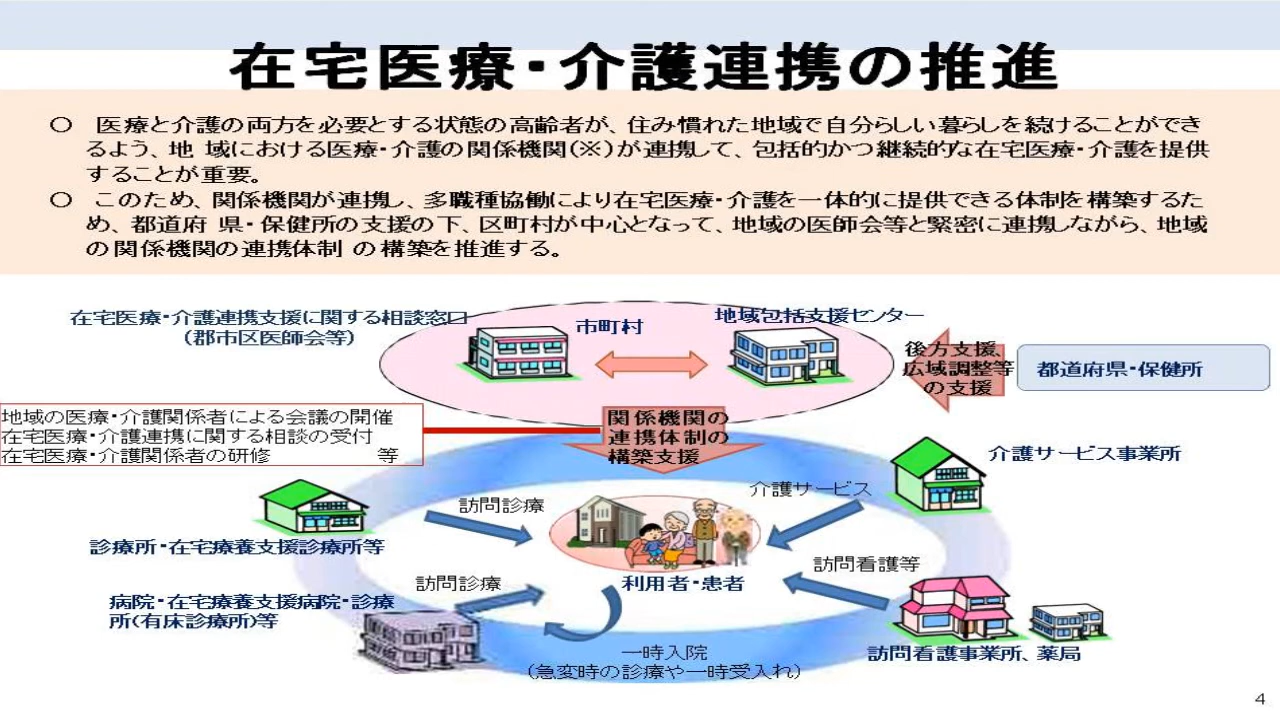 在宅医療・介護連携の推進
○ 医療と介護の両方を必要とする状態の高齢者が、住み慣れた地域で自分らしい暮らしを続けることができ
るよう、地 域における医療・介護の関係機関(※)が連携して、包括的かつ継続的な在宅医療・介護を提供
することが重要。
○ このため、関係機関が連携し、多職種協働により在宅医療・介護を一体的に提供できる体制を構築するた
め、都道府 県・保健所の支援の下、区町村が中心となって、地域の医師会等と緊密に連携しながら、地域
の関係機関の連携体制 の構築を推進する。
在宅医療・介護連携支援に関する相談窓口
(郡市区医師会等)
市町村
地域包括支援センター
後方支援、
広域調整等
の支援
都道府県・保健所
地域の医療・介護関係者による会議の開催
在宅医療・介護連携に関する相談の受付
在宅医療・介護関係者の研修 等
関係機関の
連携体制の
構築支援
介護サービス事業所
訪問診療
介護サービス
診療所・在宅療養支援診療所等
訪問診療
利用者・患者
訪問看護等
病院・在宅療養支援病院・診療
所(有床診療所)等
一時入院
(急変時の診療や一時受入れ)
訪問看護事業所、薬局
4